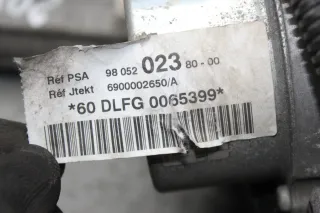 Réf PSA 98 052 023 80-00
Réf Jtekt 6900002650/A
*60 DLFG 0065399*